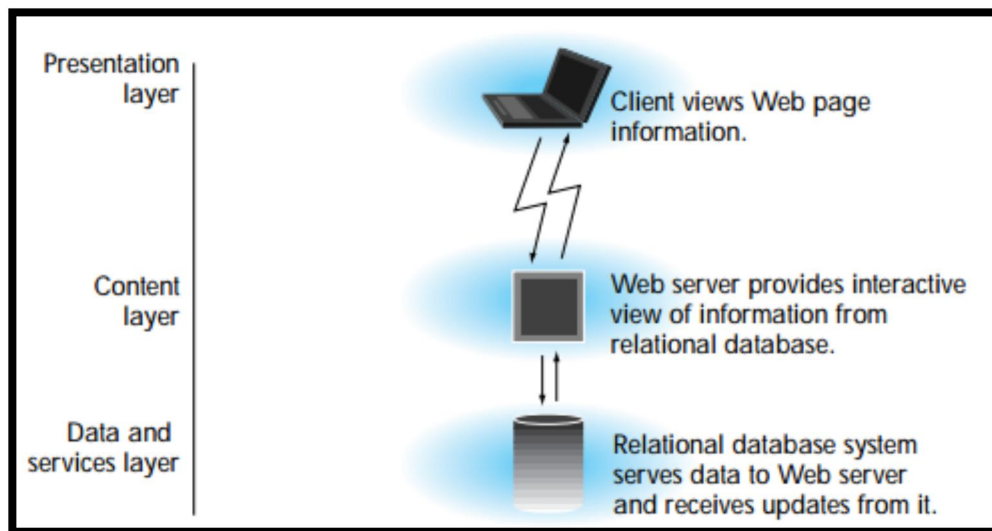 Presentation
layer
Client views Web page
information.
Content
layer
Web server provides interactive
view of information from
relational database.
Data and
services layer
Relational database system
serves data to Web server
and receives updates from it.